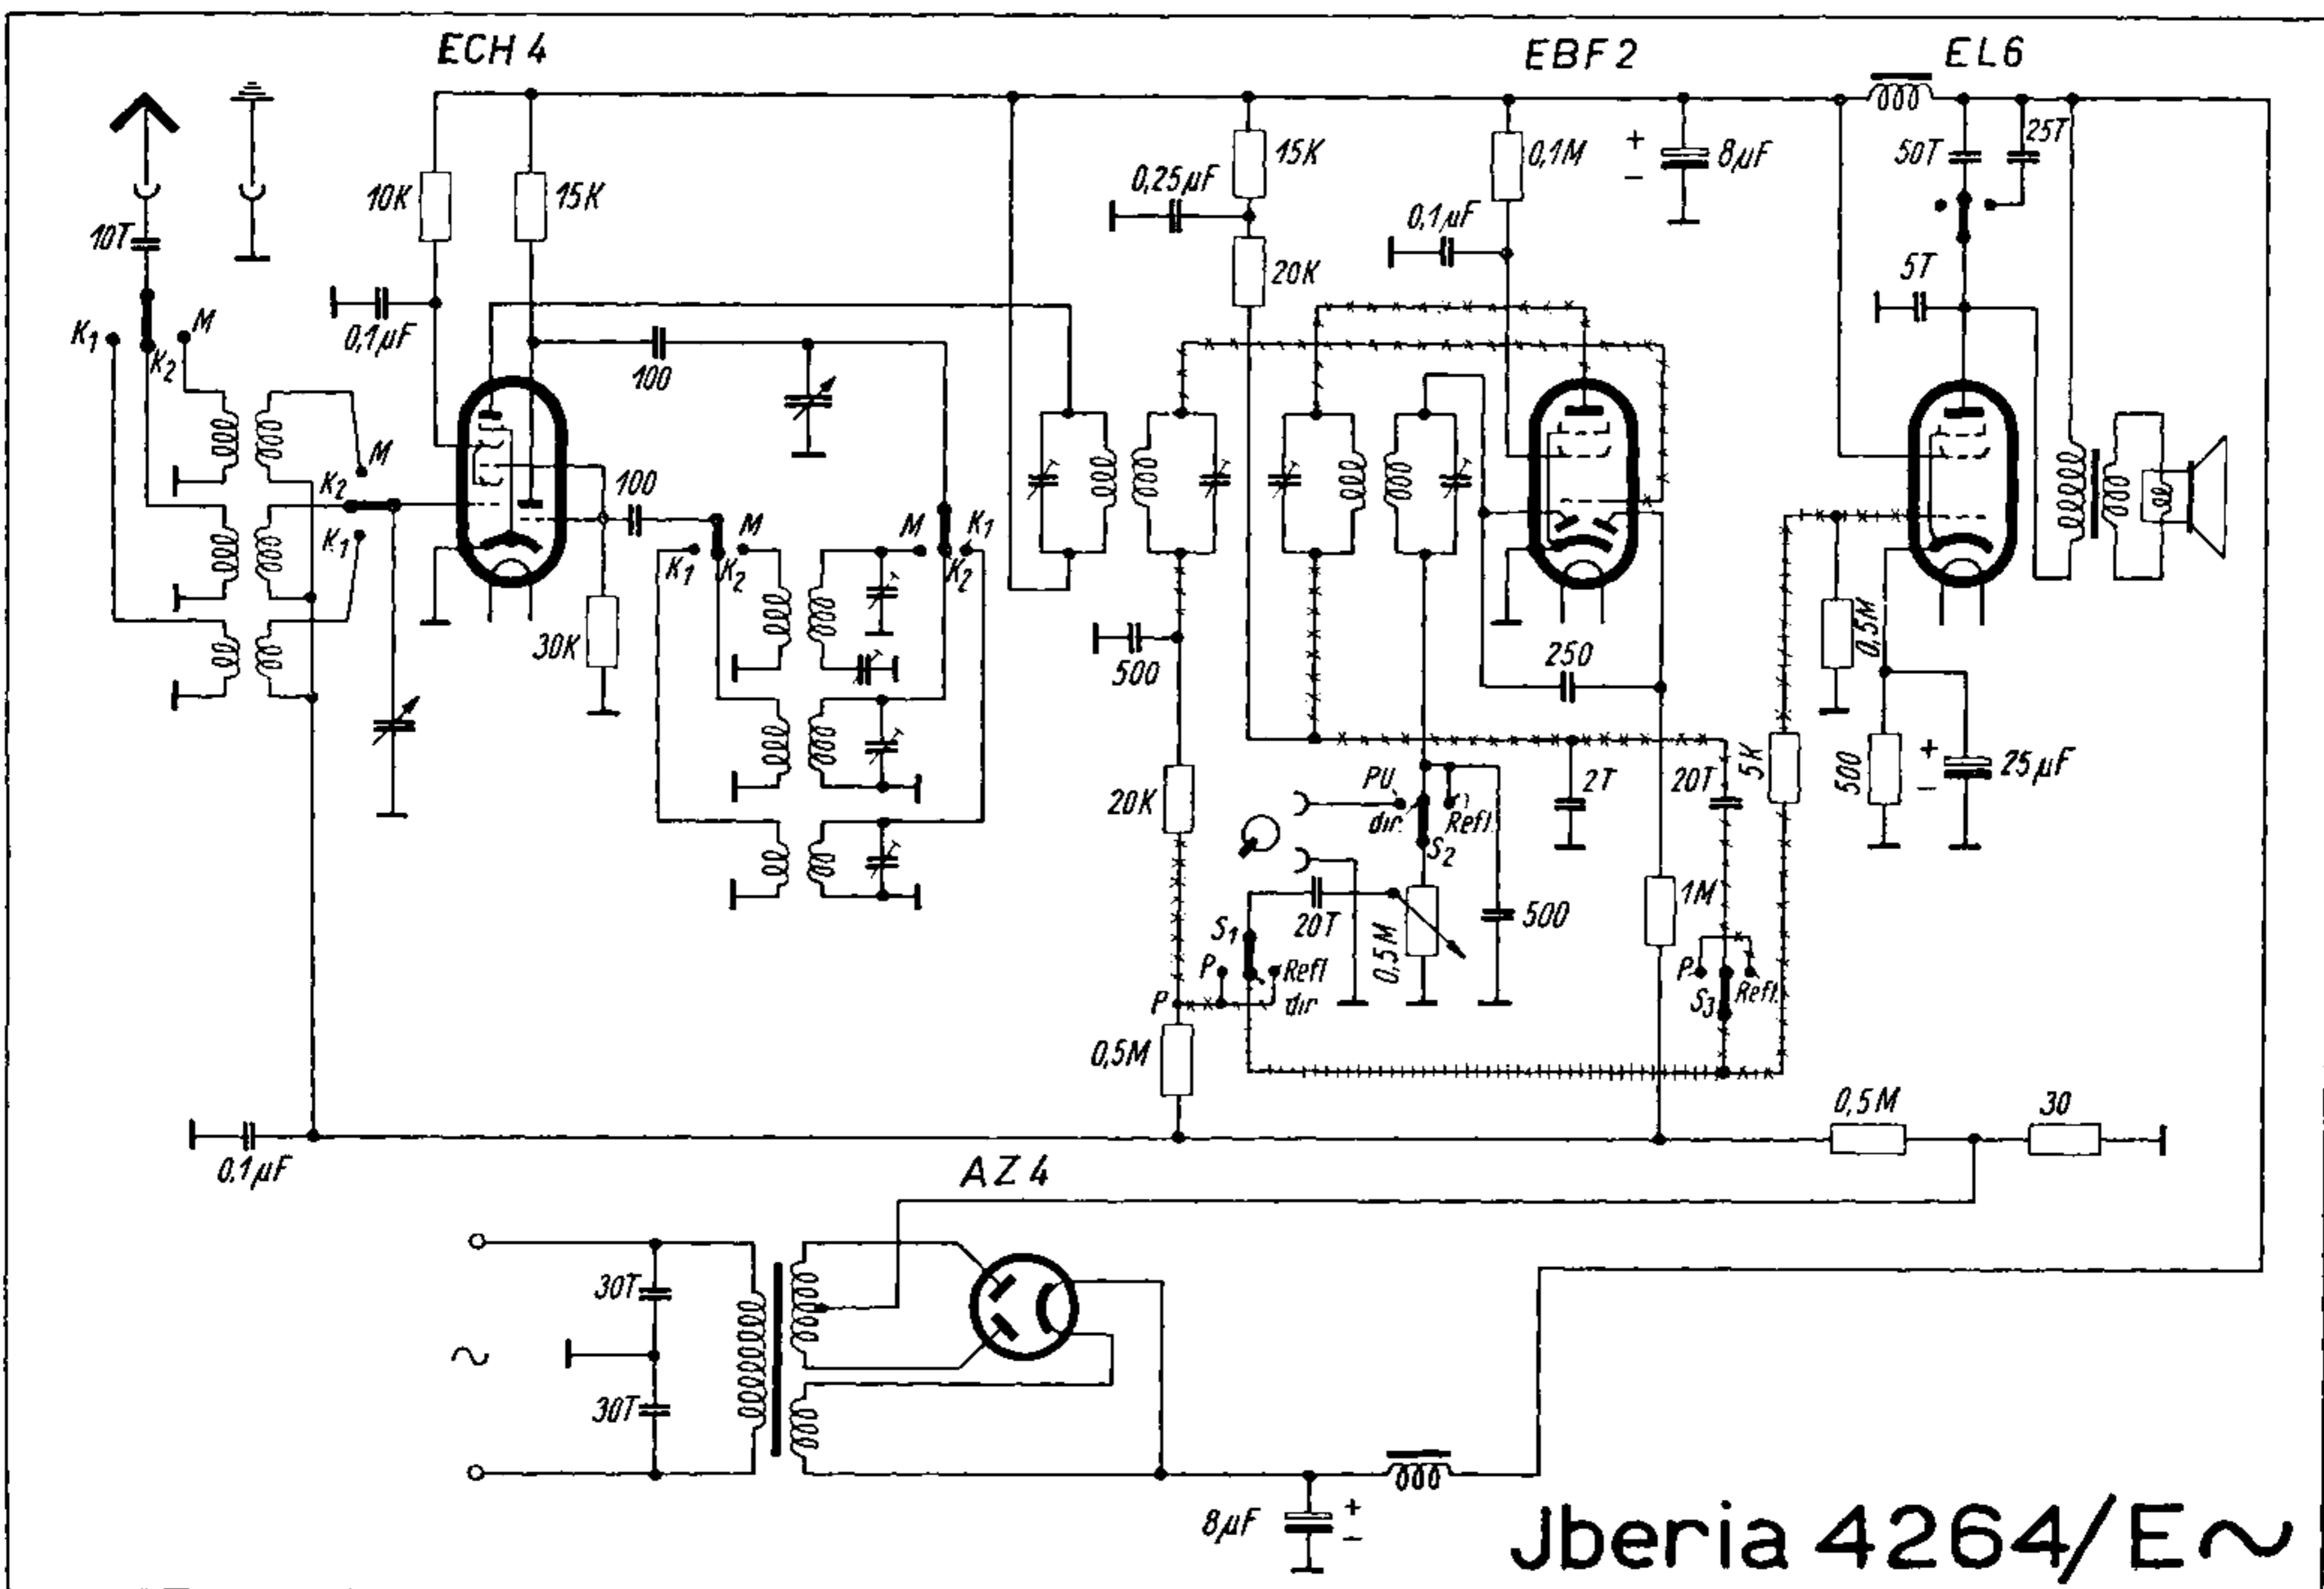 ECH 4
EBF 2
EL6
10T
K1
K2
M
10K
15K
0,1µF
100
M
K2
K1
100
30K
K1
K2
M
M
K1
K2
0,25µF
15K
20K
0,1M
0,1µF
+
−
8µF
50T
25T
5T
500
20K
250
2T
20T
5K
0,5M
500
+
−
25µF
PU
dir.
Refl.
S2
20T
0,5M
500
1M
S1
P
Refl
dir
P
P
S3
Refl.
0,5M
0,1µF
0,5M
30
AZ4
30T
30T
∼
8µF
+
−
Jberia 4264/E∼